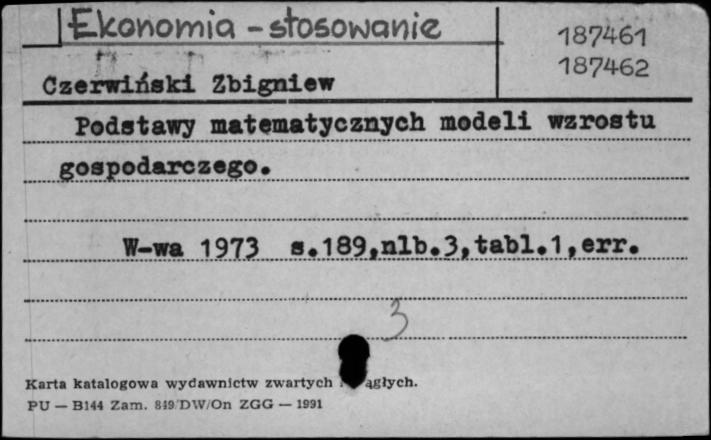 Ekonomia - stosowanie
187461
187462
Czerwiński Zbigniew
Podstawy matematycznych modeli wzrostu
gospodarczego.
W-wa 1973 s.189,nlb.3,tabl.1,err.
3
Karta katalogowa wydawnictw zwartych ągłych.
PU — B144 Zam. 849/DW/On ZGG — 1991